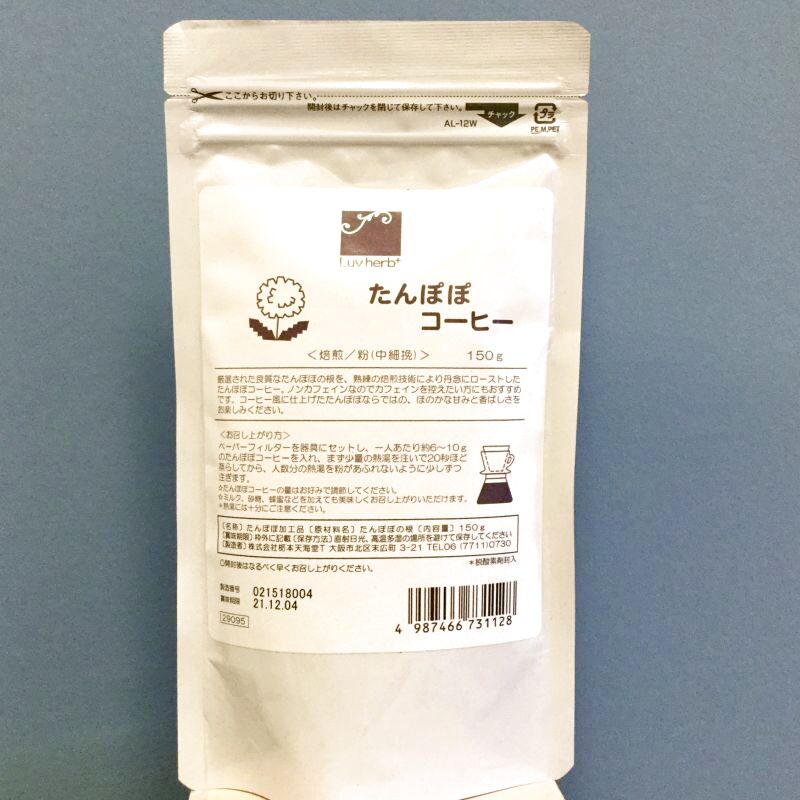 ここからお切り下さい。
開封後はチャックを閉じて保存して下さい。
チャック
プラ
AL-12W
PE,M,PET
Luv herb+
たんぽぽ
コーヒー
＜焙煎／粉(中細挽)＞ 150g
厳選された良質なたんぽぽの根を、熟練の焙煎技術により丹念にローストした
たんぽぽコーヒー。ノンカフェインなのでカフェインを控えたい方にもおすすめ
です。コーヒー風に仕上げたたんぽぽならではの、ほのかな甘みと香ばしさを
お楽しみください。
＜お召し上がり方＞
ペーパーフィルターを器具にセットし、一人あたり約6〜10g
のたんぽぽコーヒーを入れ、まず少量の熱湯を注いで20秒ほど
蒸らしてから、人数分の熱湯を粉があふれないように少しずつ
注ぎます。
☆たんぽぽコーヒーの量はお好みで調節してください。
☆ミルク、砂糖、蜂蜜などを加えても美味しくお召し上がりいただけます。
＊熱湯には十分にご注意ください。
〔名称〕たんぽぽ加工品〔原材料名〕たんぽぽの根〔内容量〕150g
〔賞味期限〕枠外に記載〔保存方法〕直射日光、高温多湿の場所を避けて保存してください
〔製造者〕株式会社栃本天海堂T 大阪市北区末広町 3-21 TEL06 (7711)0730
○開封後はなるべく早くお召し上がりください。
＊脱酸素剤封入
製造番号 021518004
賞味期限 21.12.04
29095
4 987466 731128